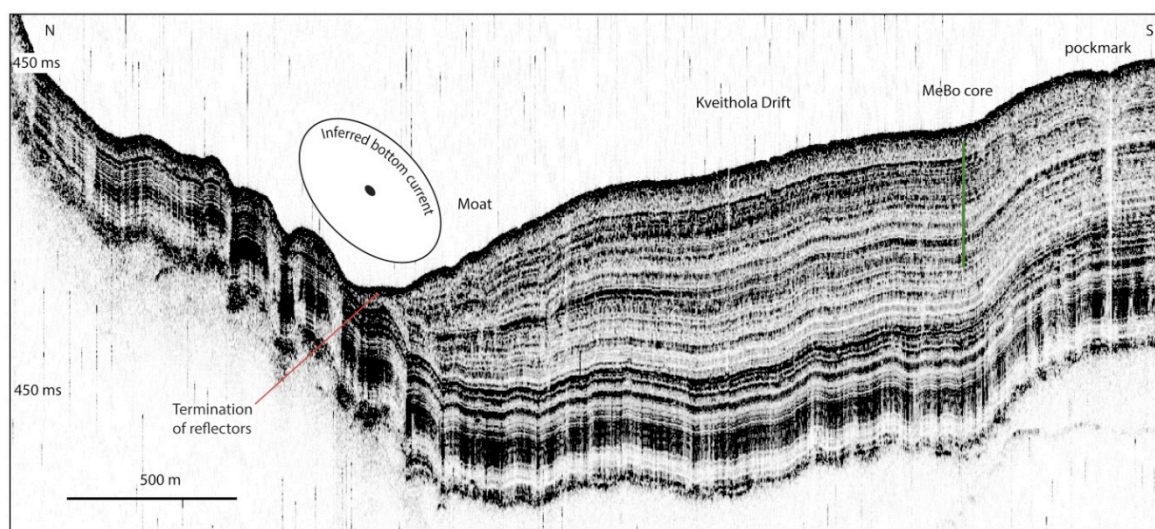 N
S
450 ms
pockmark
MeBo core
Kveithola Drift
Inferred bottom current
Moat
450 ms
Termination
of reflectors
500 m